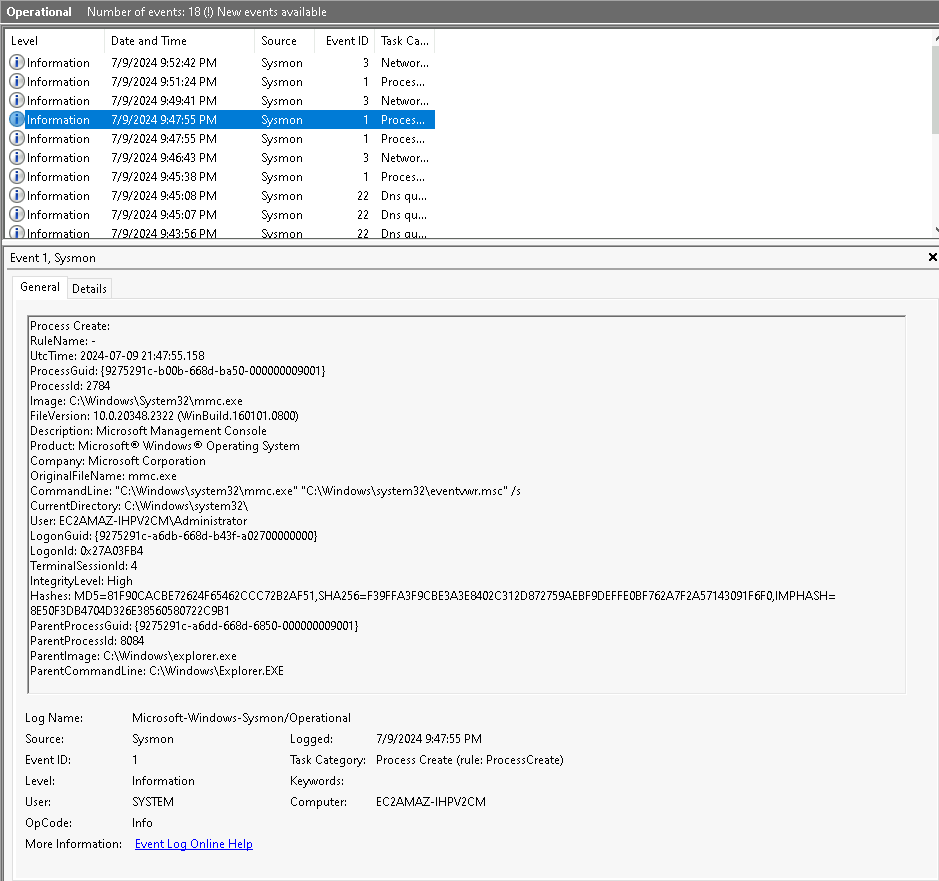 Operational Number of events: 18 (!) New events available
Level Date and Time Source Event ID Task Ca...
Information 7/9/2024 9:52:42 PM Sysmon 3 Networ...
Information 7/9/2024 9:51:24 PM Sysmon 1 Proces...
Information 7/9/2024 9:49:41 PM Sysmon 3 Networ...
Information 7/9/2024 9:47:55 PM Sysmon 1 Proces...
Information 7/9/2024 9:47:55 PM Sysmon 1 Proces...
Information 7/9/2024 9:46:43 PM Sysmon 3 Networ...
Information 7/9/2024 9:45:38 PM Sysmon 1 Proces...
Information 7/9/2024 9:45:08 PM Sysmon 22 Dns qu...
Information 7/9/2024 9:45:07 PM Sysmon 22 Dns qu...
Information 7/9/2024 9:43:56 PM Sysmon 22 Dns qu...
Event 1, Sysmon
General Details
Process Create:
RuleName: -
UtcTime: 2024-07-09 21:47:55.158
ProcessGuid: {9275291c-b00b-668d-ba50-000000009001}
ProcessId: 2784
Image: C:\Windows\System32\mmc.exe
FileVersion: 10.0.20348.2322 (WinBuild.160101.0800)
Description: Microsoft Management Console
Product: Microsoft® Windows® Operating System
Company: Microsoft Corporation
OriginalFileName: mmc.exe
CommandLine: "C:\Windows\system32\mmc.exe" "C:\Windows\system32\eventvwr.msc" /s
CurrentDirectory: C:\Windows\system32\
User: EC2AMAZ-IHPV2CM\Administrator
LogonGuid: {9275291c-a6db-668d-b43f-a02700000000}
LogonId: 0x27A03FB4
TerminalSessionId: 4
IntegrityLevel: High
Hashes: MD5=81F90CACBE72624F65462CCC72B2AF51,SHA256=F39FFA3F9CBE3A3E8402C312D872759AEBF9DEFFE0BF762A7F2A57143091F6F0,IMPHASH=
8E50F3DB4704D326E38560580722C9B1
ParentProcessGuid: {9275291c-a6dd-668d-6850-000000009001}
ParentProcessId: 8084
ParentImage: C:\Windows\explorer.exe
ParentCommandLine: C:\Windows\Explorer.EXE
Log Name: Microsoft-Windows-Sysmon/Operational
Source: Sysmon Logged: 7/9/2024 9:47:55 PM
Event ID: 1 Task Category: Process Create (rule: ProcessCreate)
Level: Information Keywords:
User: SYSTEM Computer: EC2AMAZ-IHPV2CM
OpCode: Info
More Information: Event Log Online Help